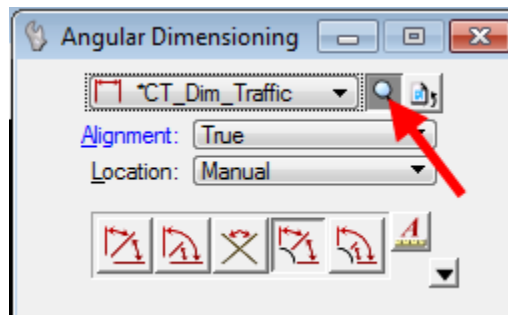 Angular Dimensioning
*CT_Dim_Traffic
Alignment: True
Location: Manual
A